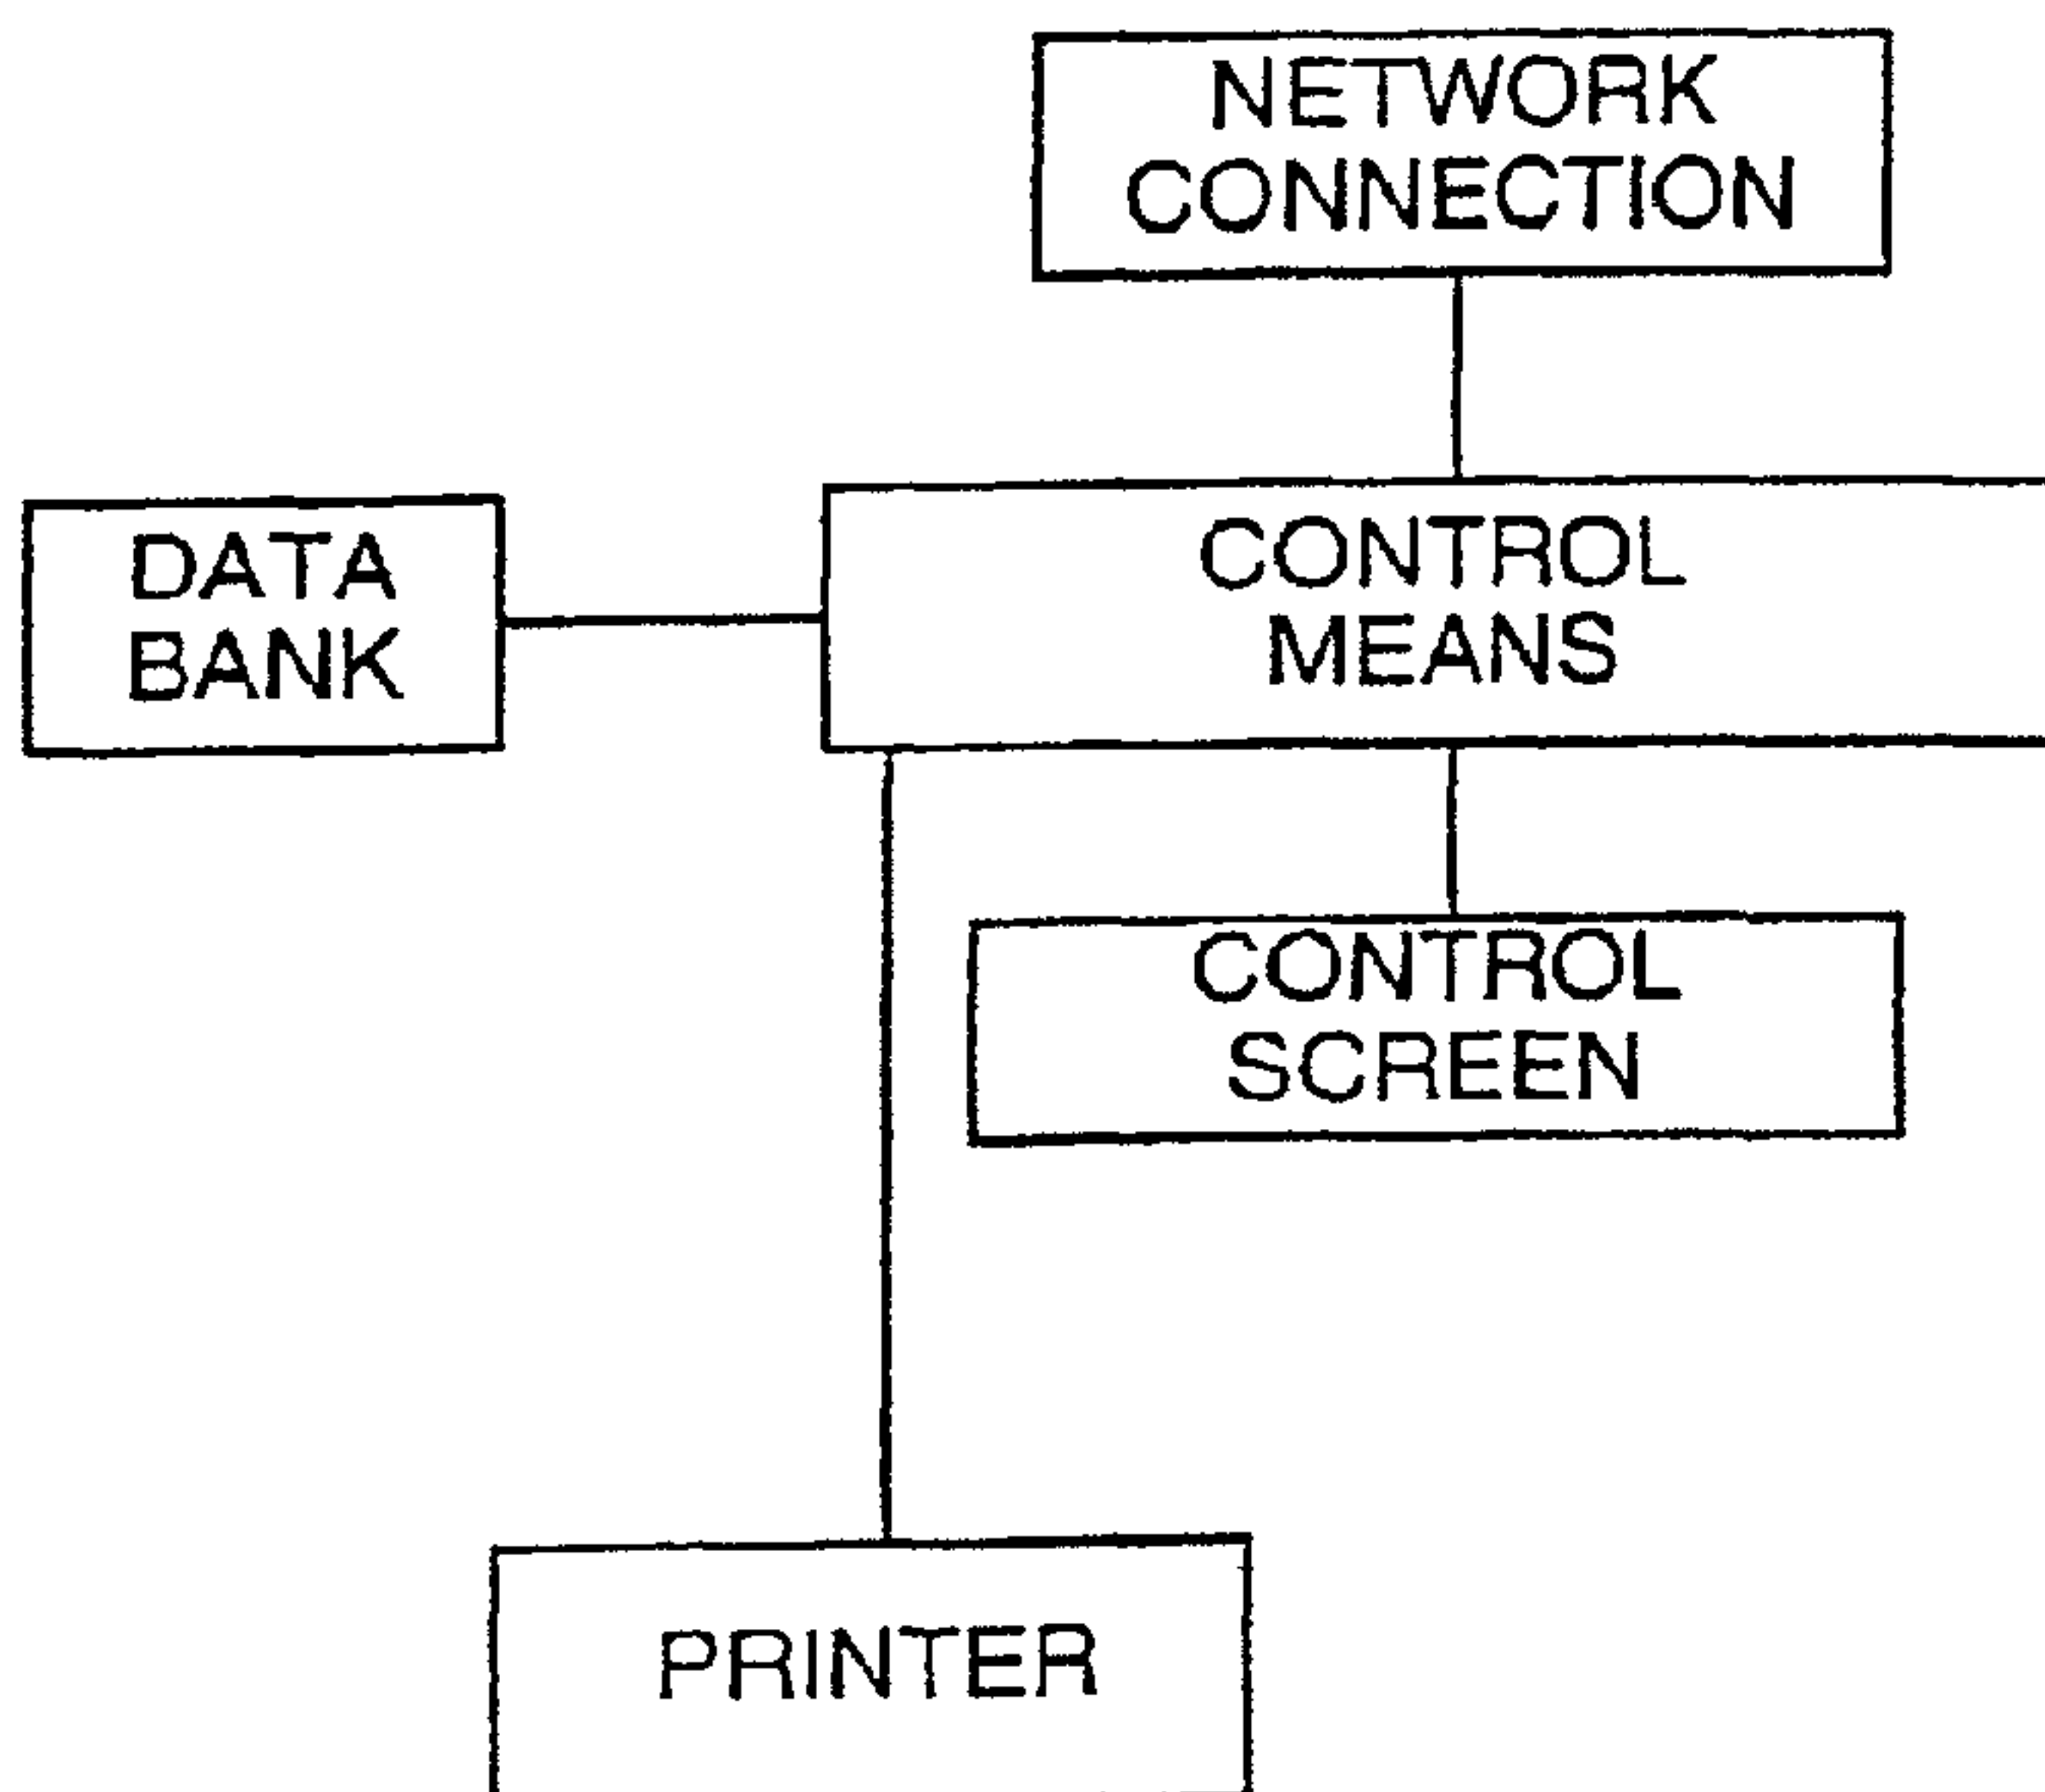 NETWORK
CONNECTION
DATA
BANK
CONTROL
MEANS
CONTROL
SCREEN
PRINTER